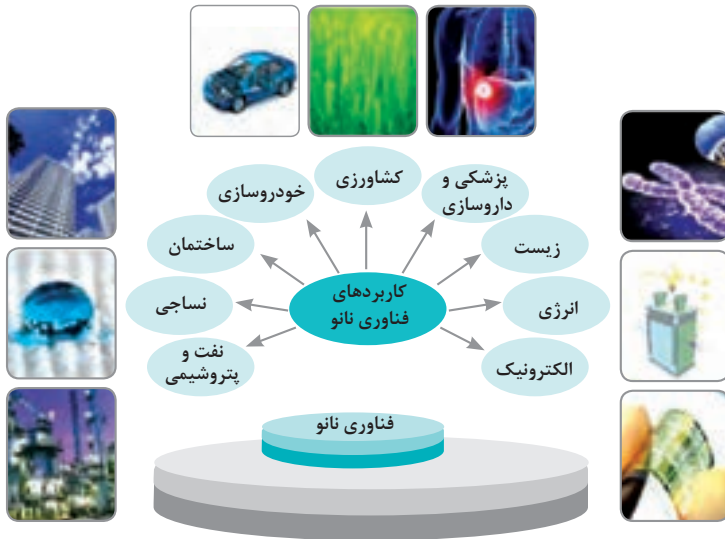 کشاورزی
پزشکی و
داروسازی
خودروسازی
زیست
ساختمان
انرژی
نساجی
الکترونیک
نفت و
پتروشیمی
کاربردهای
فناوری نانو
فناوری نانو